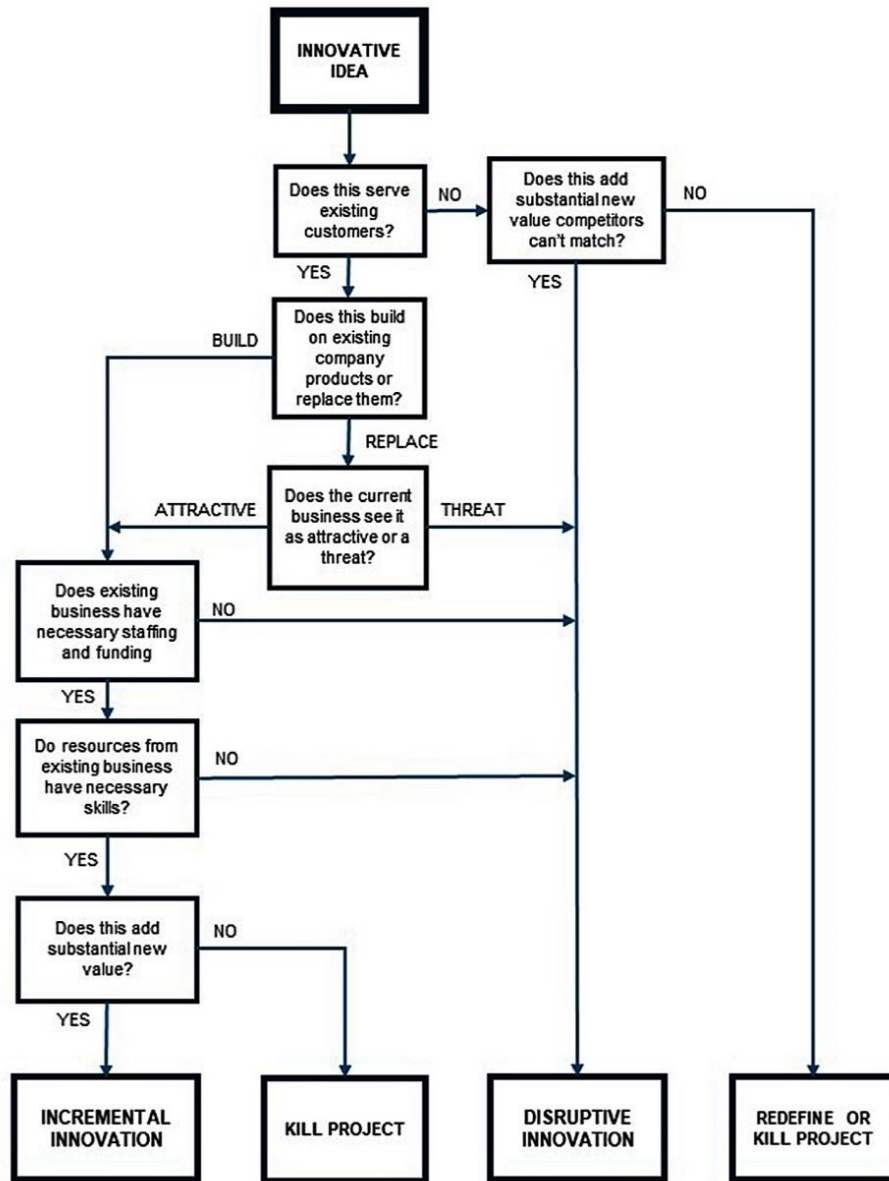 INNOVATIVE
IDEA
Does this serve
existing
customers?
NO
Does this add
substantial new
value competitors
can't match?
NO
YES
YES
Does this build
on existing
company
products or
replace them?
BUILD
REPLACE
Does the current
business see it
as attractive or a
threat?
ATTRACTIVE
THREAT
Does existing
business have
necessary staffing
and funding
NO
YES
Do resources from
existing business
have necessary
skills?
NO
YES
Does this add
substantial new
value?
NO
YES
INCREMENTAL
INNOVATION
KILL PROJECT
DISRUPTIVE
INNOVATION
REDEFINE OR
KILL PROJECT